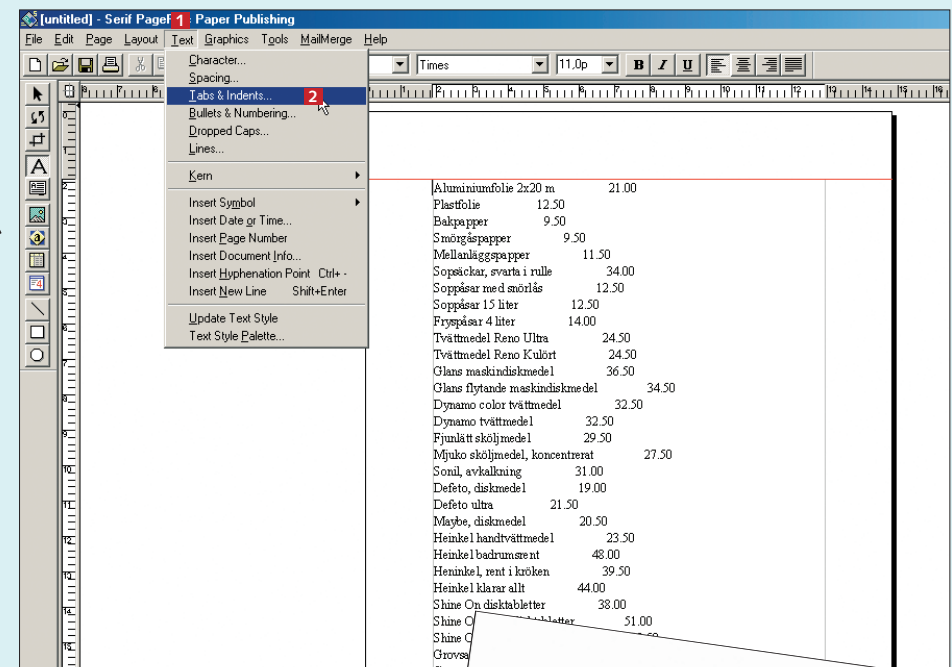 [untitled] - Serif PageP 1 : Paper Publishing
File Edit Page Layout Text Graphics Tools MailMerge Help
Times 11,0p B I U
Character...
Spacing...
Tabs & Indents... 2
Bullets & Numbering...
Dropped Caps...
Lines...
Kern
Insert Symbol
Insert Date or Time...
Insert Page Number
Insert Document Info...
Insert Hyphenation Point Ctrl+ -
Insert New Line Shift+Enter
Update Text Style
Text Style Palette...
Aluminiumfolie 2x20 m 21.00
Plastfolie 12.50
Bakpapper 9.50
Smörgåspapper 9.50
Mellanläggspapper 11.50
Sopsäckar, svarta i rulle 34.00
Soppåsar med snörlås 12.50
Soppåsar 15 liter 12.50
Fryspåsar 4 liter 14.00
Tvättmedel Reno Ultra 24.50
Tvättmedel Reno Kulört 24.50
Glans maskindiskmedel 36.50
Glans flytande maskindiskmedel 34.50
Dynamo color tvättmedel 32.50
Dynamo tvättmedel 32.50
Fjunlätt sköljmedel 29.50
Mjuko sköljmedel, koncentrerat 27.50
Sonil, avkalkning 31.00
Defeto, diskmedel 19.00
Defeto ultra 21.50
Maybe, diskmedel 20.50
Heinkel handtvättmedel 23.50
Heinkel badrumsrent 48.00
Heninkel, rent i kröken 39.50
Heinkel klarar allt 44.00
Shine On disktabletter 38.00
Shine 51.00
Shine
Grovsa